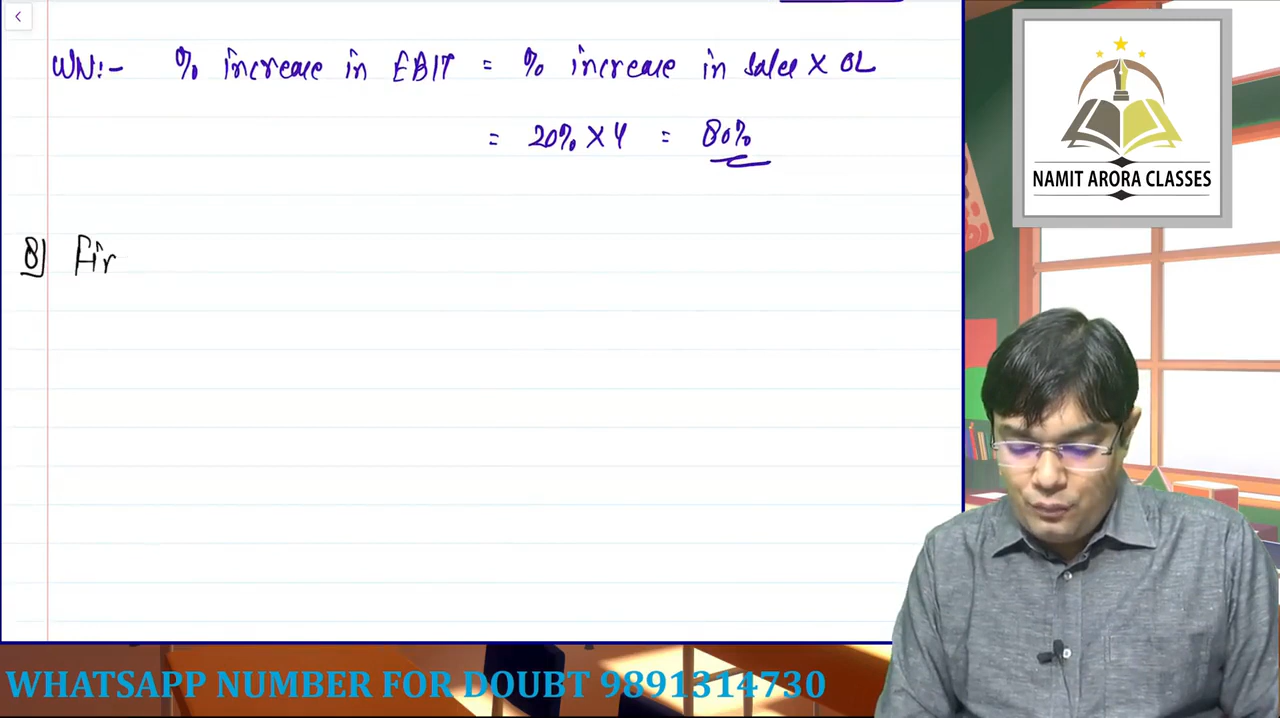 WN:- % increase in EBIT = % increase in sales X OL
= 20% X 4 = 80%
8] Fir
NAMIT ARORA CLASSES
WHATSAPP NUMBER FOR DOUBT 9891314730